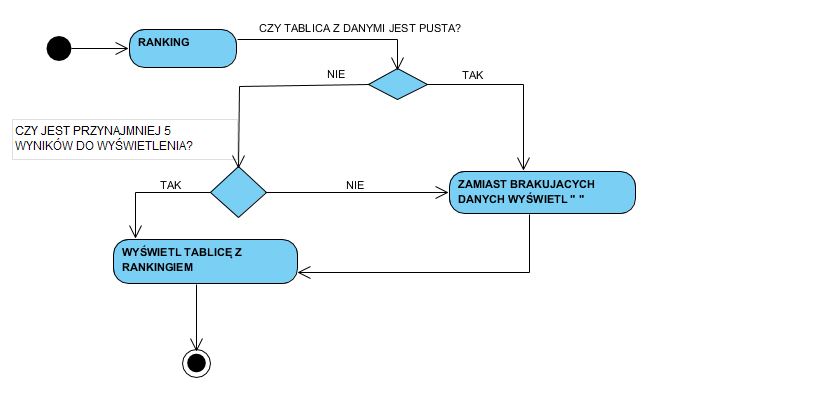 CZY TABLICA Z DANYMI JEST PUSTA?
RANKING
NIE
TAK
CZY JEST PRZYNAJMNIEJ 5
WYNIKÓW DO WYŚWIETLENIA?
TAK
NIE
ZAMIAST BRAKUJACYCH
DANYCH WYŚWIETL " "
WYŚWIETL TABLICĘ Z
RANKINGIEM